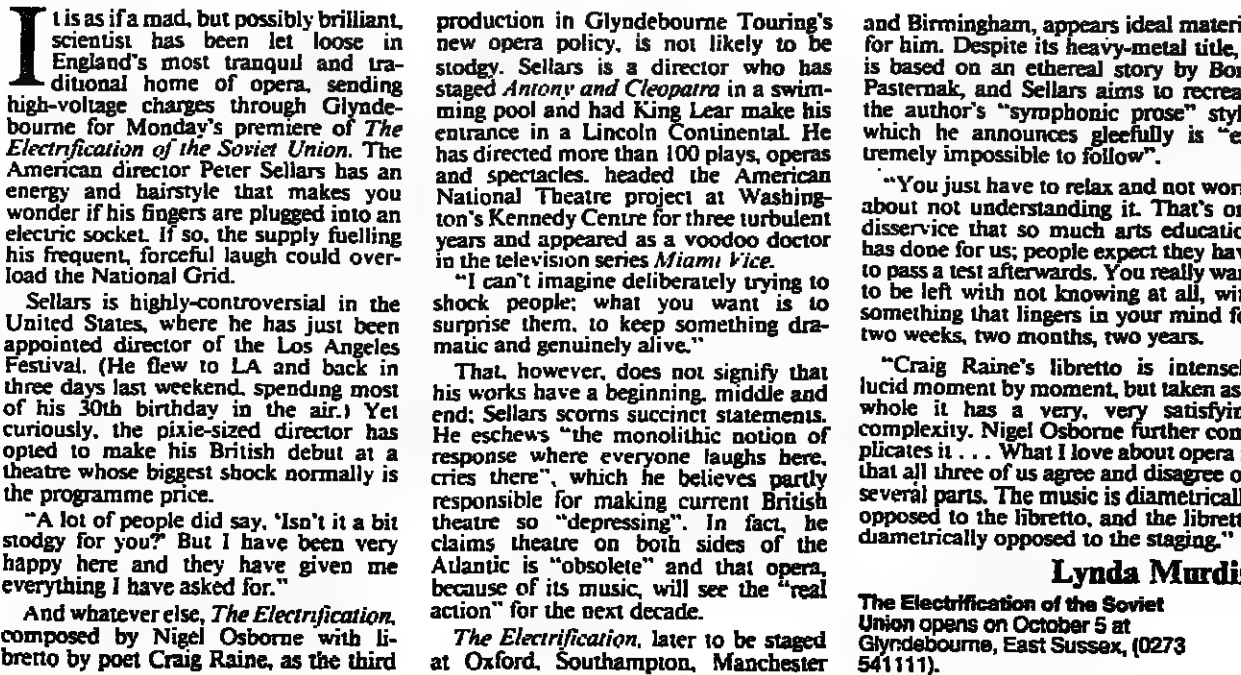 It is as if a mad, but possibly brilliant,
scientist has been let loose in
England's most tranquil and tra-
ditional home of opera, sending
high-voltage charges through Glynde-
bourne for Monday's premiere of The
Electrification of the Soviet Union. The
American director Peter Sellars has an
energy and hairstyle that makes you
wonder if his fingers are plugged into an
electric socket. If so, the supply fuelling
his frequent, forceful laugh could over-
load the National Grid.
Sellars is highly-controversial in the
United States, where he has just been
appointed director of the Los Angeles
Festival. (He flew to LA and back in
three days last weekend, spending most
of his 30th birthday in the air.) Yet
curiously, the pixie-sized director has
opted to make his British debut at a
theatre whose biggest shock normally is
the programme price.
"A lot of people did say, 'Isn't it a bit
stodgy for you?' But I have been very
happy here and they have given me
everything I have asked for."
And whatever else, The Electrification,
composed by Nigel Osborne with li-
bretto by poet Craig Raine, as the third
production in Glyndebourne Touring's
new opera policy, is not likely to be
stodgy. Sellars is a director who has
staged Antony and Cleopatra in a swim-
ming pool and had King Lear make his
entrance in a Lincoln Continental. He
has directed more than 100 plays, operas
and spectacles, headed the American
National Theatre project at Washing-
ton's Kennedy Centre for three turbulent
years and appeared as a voodoo doctor
in the television series Miami Vice.
"I can't imagine deliberately trying to
shock people; what you want is to
surprise them, to keep something dra-
matic and genuinely alive."
That, however, does not signify that
his works have a beginning, middle and
end; Sellars scorns succinct statements.
He eschews "the monolithic notion of
response where everyone laughs here,
cries there", which he believes partly
responsible for making current British
theatre so "depressing". In fact, he
claims theatre on both sides of the
Atlantic is "obsolete" and that opera,
because of its music, will see the "real
action" for the next decade.
The Electrification, later to be staged
at Oxford, Southampton, Manchester
and Birmingham, appears ideal materi
for him. Despite its heavy-metal title,
is based on an ethereal story by Bor
Pasternak, and Sellars aims to recrea
the author's "symphonic prose" styl
which he announces gleefully is "e
tremely impossible to follow".
"You just have to relax and not wor
about not understanding it. That's on
disservice that so much arts educatio
has done for us; people expect they hav
to pass a test afterwards. You really wan
to be left with not knowing at all, wit
something that lingers in your mind fo
two weeks, two months, two years.
"Craig Raine's libretto is intensel
lucid moment by moment, but taken as
whole it has a very, very satisfyin
complexity. Nigel Osborne further com
plicates it . . . What I love about opera i
that all three of us agree and disagree o
several parts. The music is diametricall
opposed to the libretto, and the librett
diametrically opposed to the staging."
Lynda Murdi
The Electrification of the Soviet
Union opens on October 5 at
Glyndebourne, East Sussex, (0273
541111).